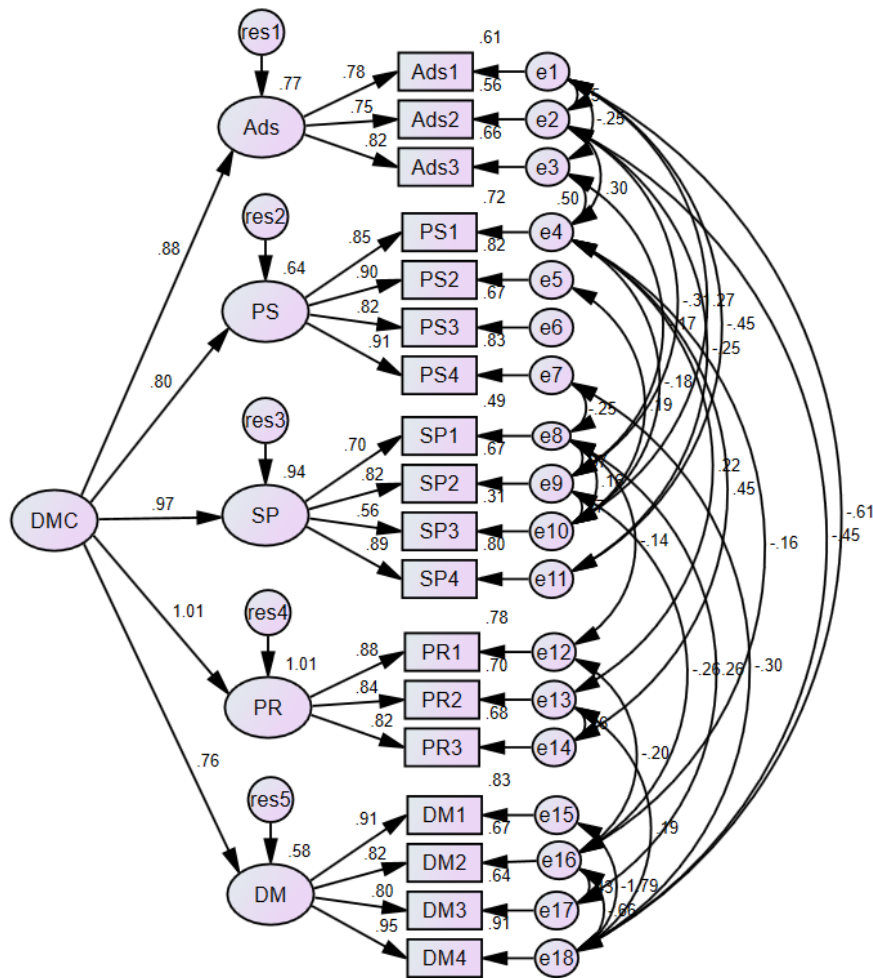 res1
.61
.77
.78
Ads1
e1
.56
.75
-.25
Ads
Ads2
e2
.66
.82
Ads3
e3
.30
.50
res2
.72
.88
.85
PS1
e4
.82
.64
.90
PS2
e5
.67
PS
.82
PS3
e6
.83
.91
PS4
e7
.27
-.45
-.25
-.18
.19
-.25
.80
res3
.49
.70
SP1
e8
.67
.94
.82
SP2
e9
.31
.97
SP
.56
SP3
e10
.80
.89
SP4
e11
DMC
.22
.45
-.14
-.16
-.61
-.45
res4
.78
1.01
.88
PR1
e12
.70
1.01
.84
PR2
e13
.68
PR
.82
PR3
e14
-.26
.26
-.30
-.20
.19
.76
res5
.83
.91
DM1
e15
.67
.58
.82
DM2
e16
.64
DM
.80
DM3
e17
.91
.95
DM4
e18
-.66